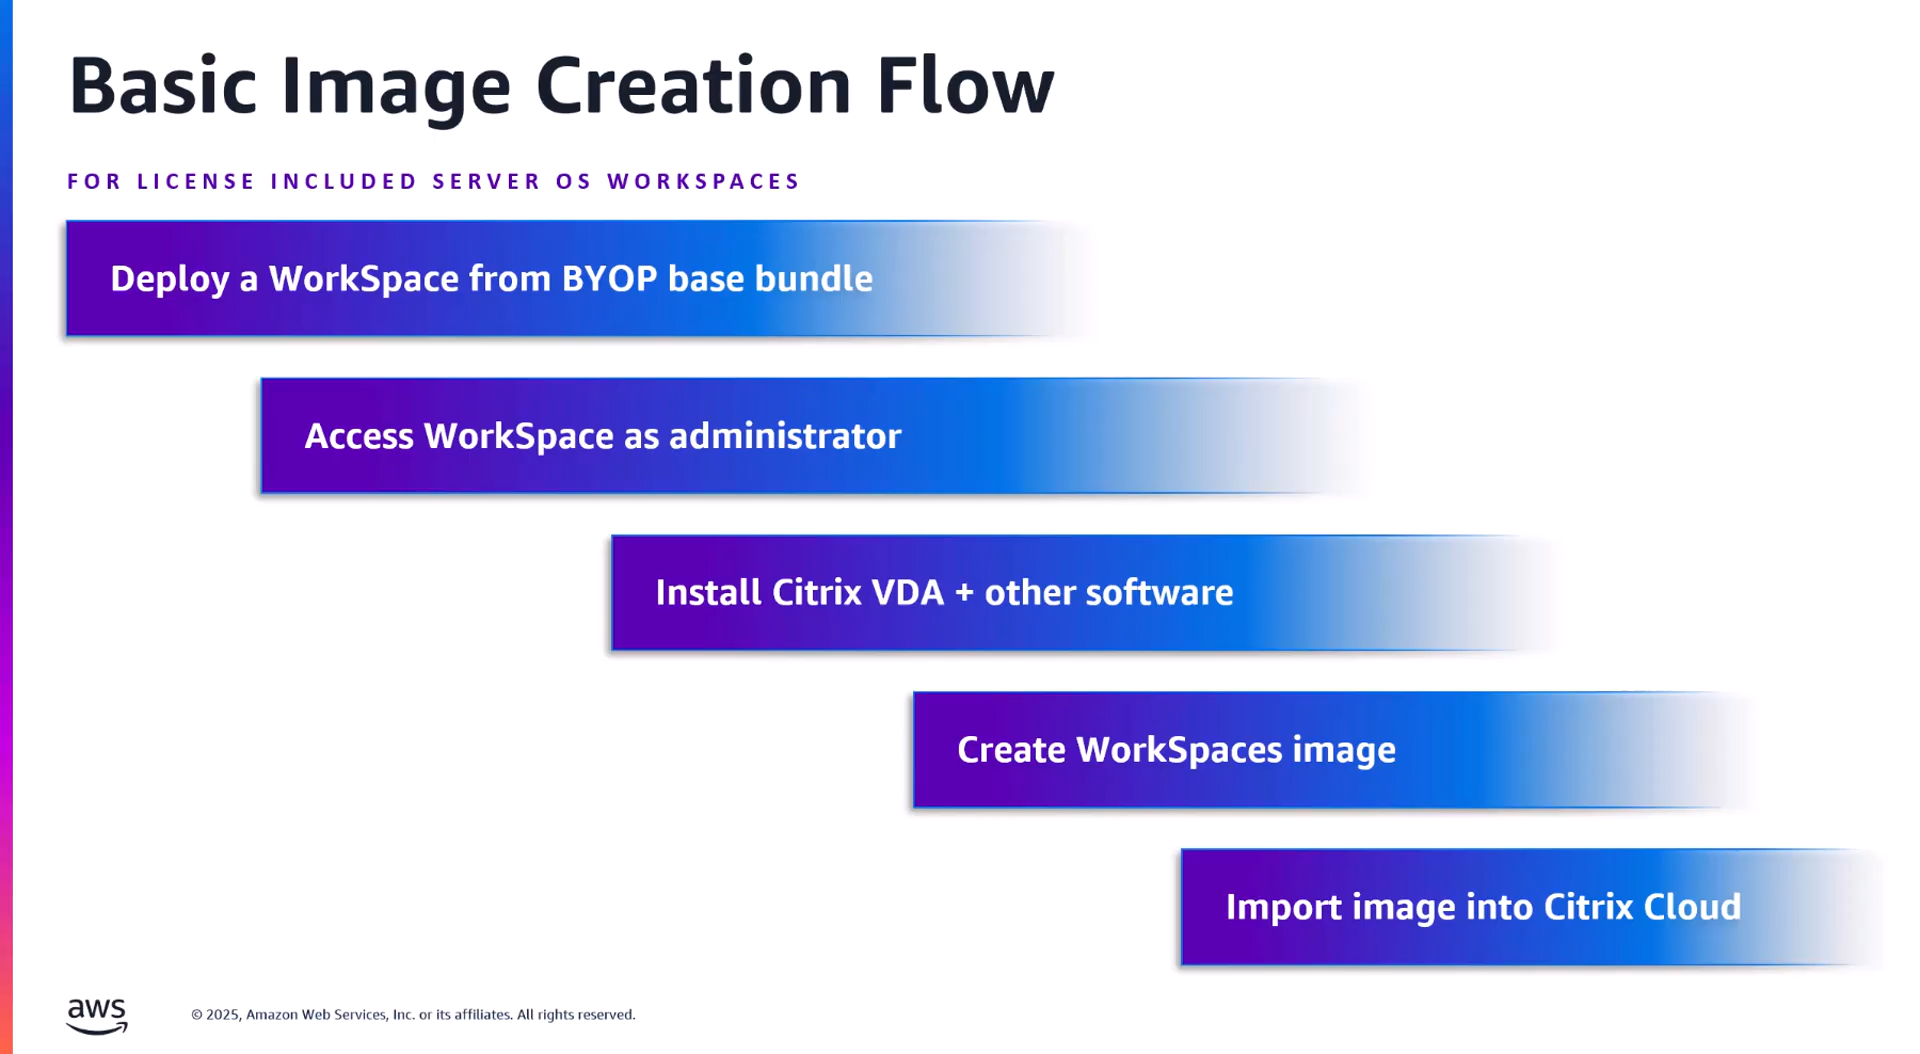 Basic Image Creation Flow
FOR LICENSE INCLUDED SERVER OS WORKSPACES
Deploy a WorkSpace from BYOP base bundle
Access WorkSpace as administrator
Install Citrix VDA + other software
Create WorkSpaces image
Import image into Citrix Cloud
aws
© 2025, Amazon Web Services, Inc. or its affiliates. All rights reserved.